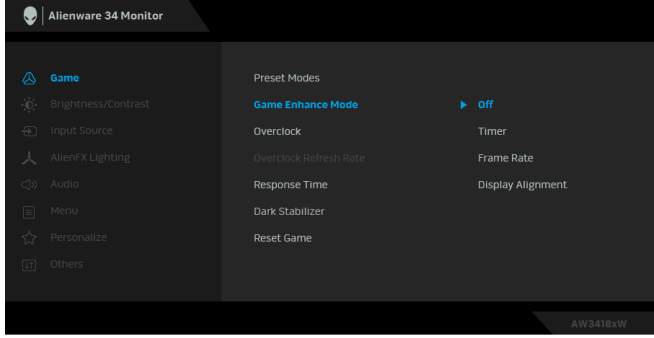 Alienware 34 Monitor
Game
Preset Modes
Brightness/Contrast
Game Enhance Mode
Off
Input Source
Overclock
Timer
AlienFX Lighting
Overclock Refresh Rate
Frame Rate
Audio
Response Time
Display Alignment
Menu
Dark Stabilizer
Personalize
Reset Game
Others
AW3418xW